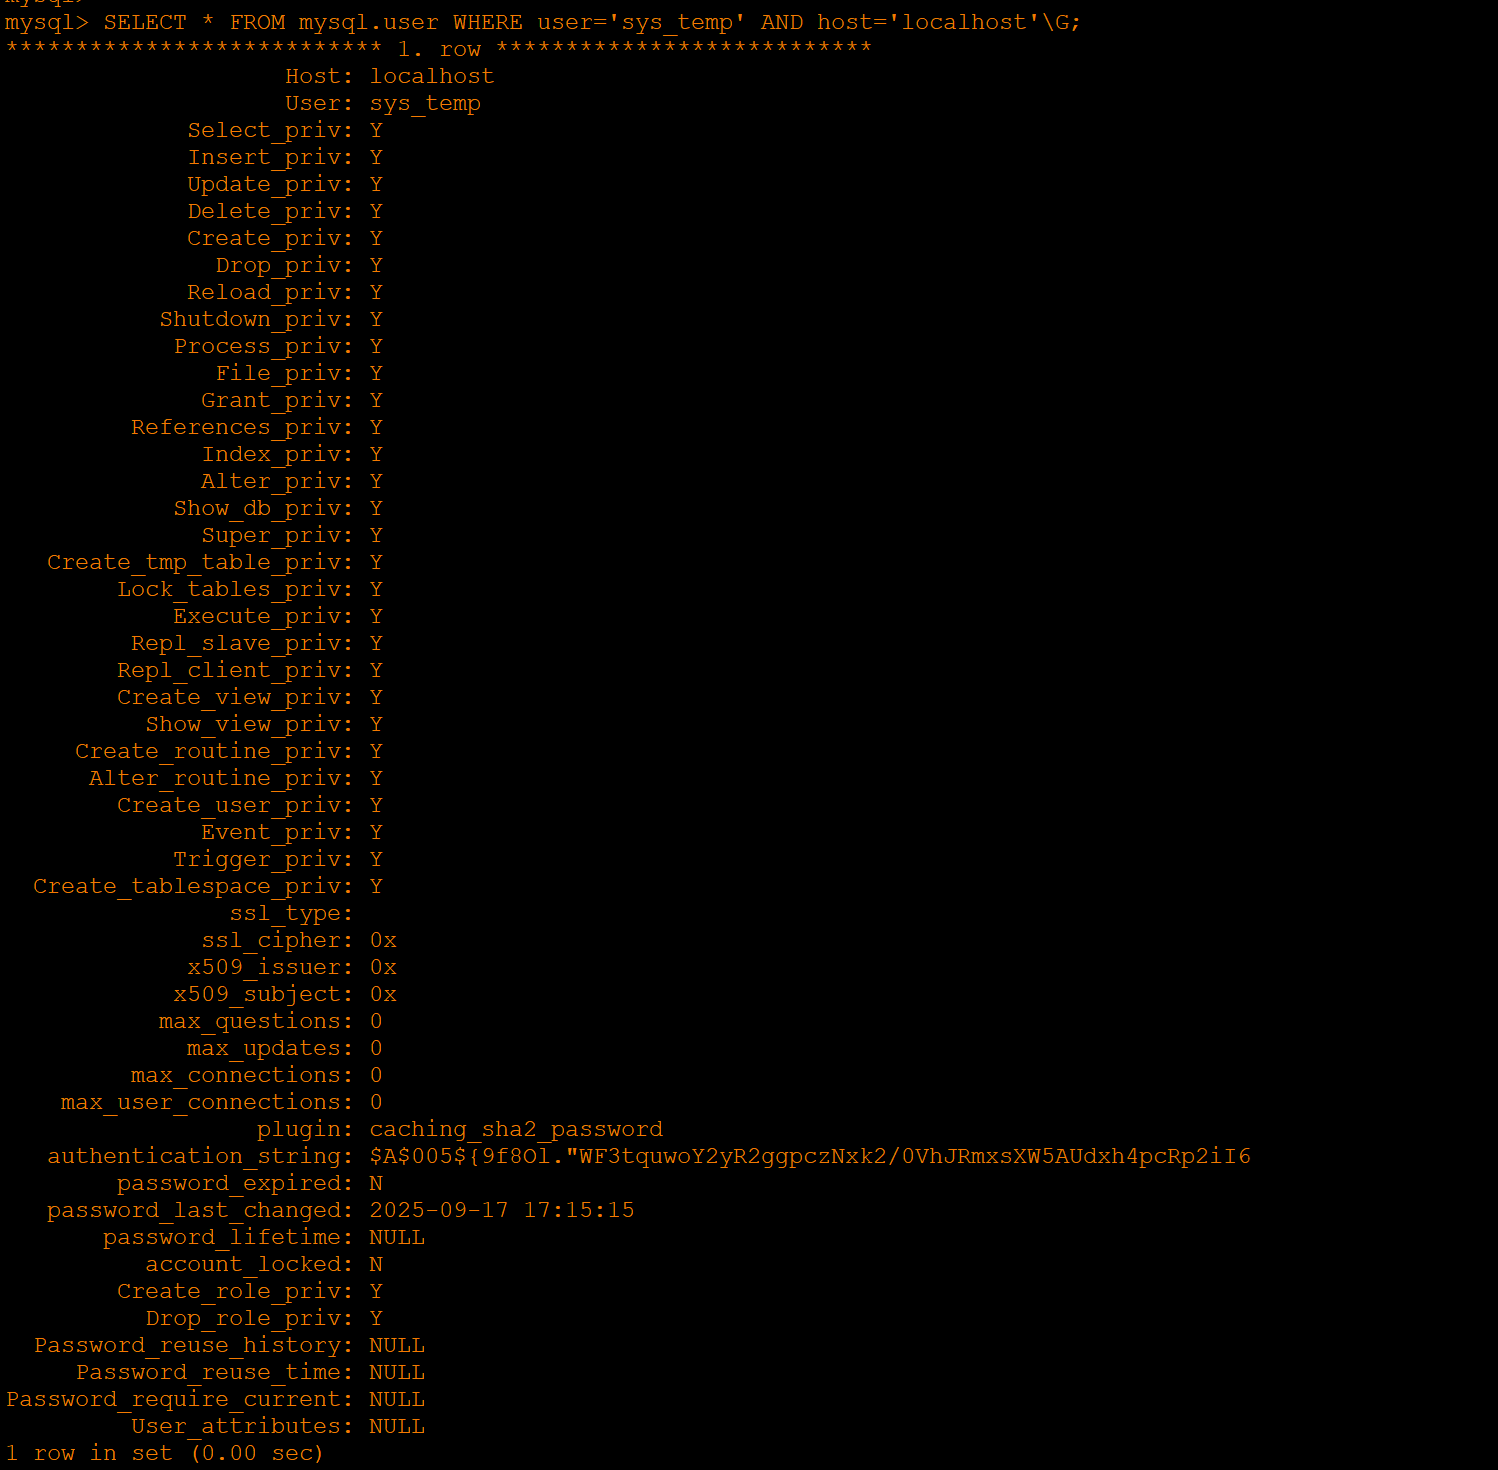 mysql>
mysql> SELECT * FROM mysql.user WHERE user='sys_temp' AND host='localhost'\G;
*************************** 1. row ***************************
Host: localhost
User: sys_temp
Select_priv: Y
Insert_priv: Y
Update_priv: Y
Delete_priv: Y
Create_priv: Y
Drop_priv: Y
Reload_priv: Y
Shutdown_priv: Y
Process_priv: Y
File_priv: Y
Grant_priv: Y
References_priv: Y
Index_priv: Y
Alter_priv: Y
Show_db_priv: Y
Super_priv: Y
Create_tmp_table_priv: Y
Lock_tables_priv: Y
Execute_priv: Y
Repl_slave_priv: Y
Repl_client_priv: Y
Create_view_priv: Y
Show_view_priv: Y
Create_routine_priv: Y
Alter_routine_priv: Y
Create_user_priv: Y
Event_priv: Y
Trigger_priv: Y
Create_tablespace_priv: Y
ssl_type:
ssl_cipher: 0x
x509_issuer: 0x
x509_subject: 0x
max_questions: 0
max_updates: 0
max_connections: 0
max_user_connections: 0
plugin: caching_sha2_password
authentication_string: $A$005${9f8Ol."WF3tquwoY2yR2ggpczNxk2/0VhJRmxsXW5AUdxh4pcRp2iI6
password_expired: N
password_last_changed: 2025-09-17 17:15:15
password_lifetime: NULL
account_locked: N
Create_role_priv: Y
Drop_role_priv: Y
Password_reuse_history: NULL
Password_reuse_time: NULL
Password_require_current: NULL
User_attributes: NULL
1 row in set (0.00 sec)